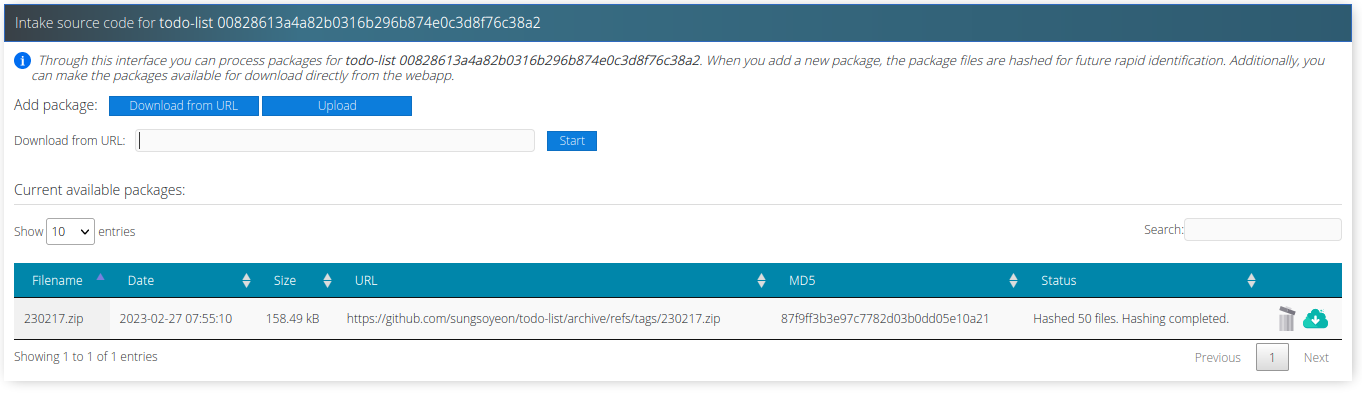 Intake source code for todo-list 00828613a4a82b0316b296b874e0c3d8f76c38a2
Through this interface you can process packages for todo-list 00828613a4a82b0316b296b874e0c3d8f76c38a2. When you add a new package, the package files are hashed for future rapid identification. Additionally, you
can make the packages available for download directly from the webapp.
Add package: Download from URL Upload
Download from URL: Start
Current available packages:
Show 10 entries Search:
Filename Date Size URL MD5 Status
230217.zip 2023-02-27 07:55:10 158.49 kB https://github.com/sungsoyeon/todo-list/archive/refs/tags/230217.zip 87f9ff3b3e97c7782d03b0dd05e10a21 Hashed 50 files. Hashing completed.
Showing 1 to 1 of 1 entries Previous 1 Next